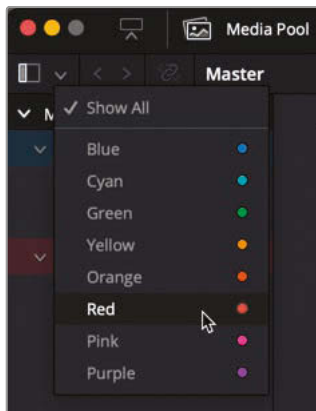 Media Pool
Master
M
Show All
Blue
Cyan
Green
Yellow
Orange
Red
Pink
Purple